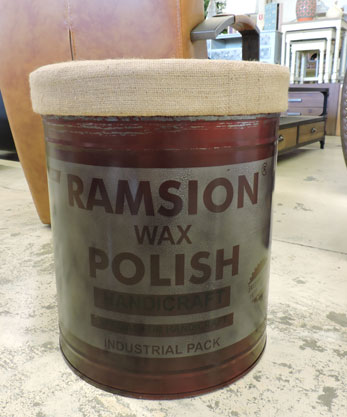 RAMSION®
WAX
POLISH
HANDICRAFT
INDUSTRIAL PACK